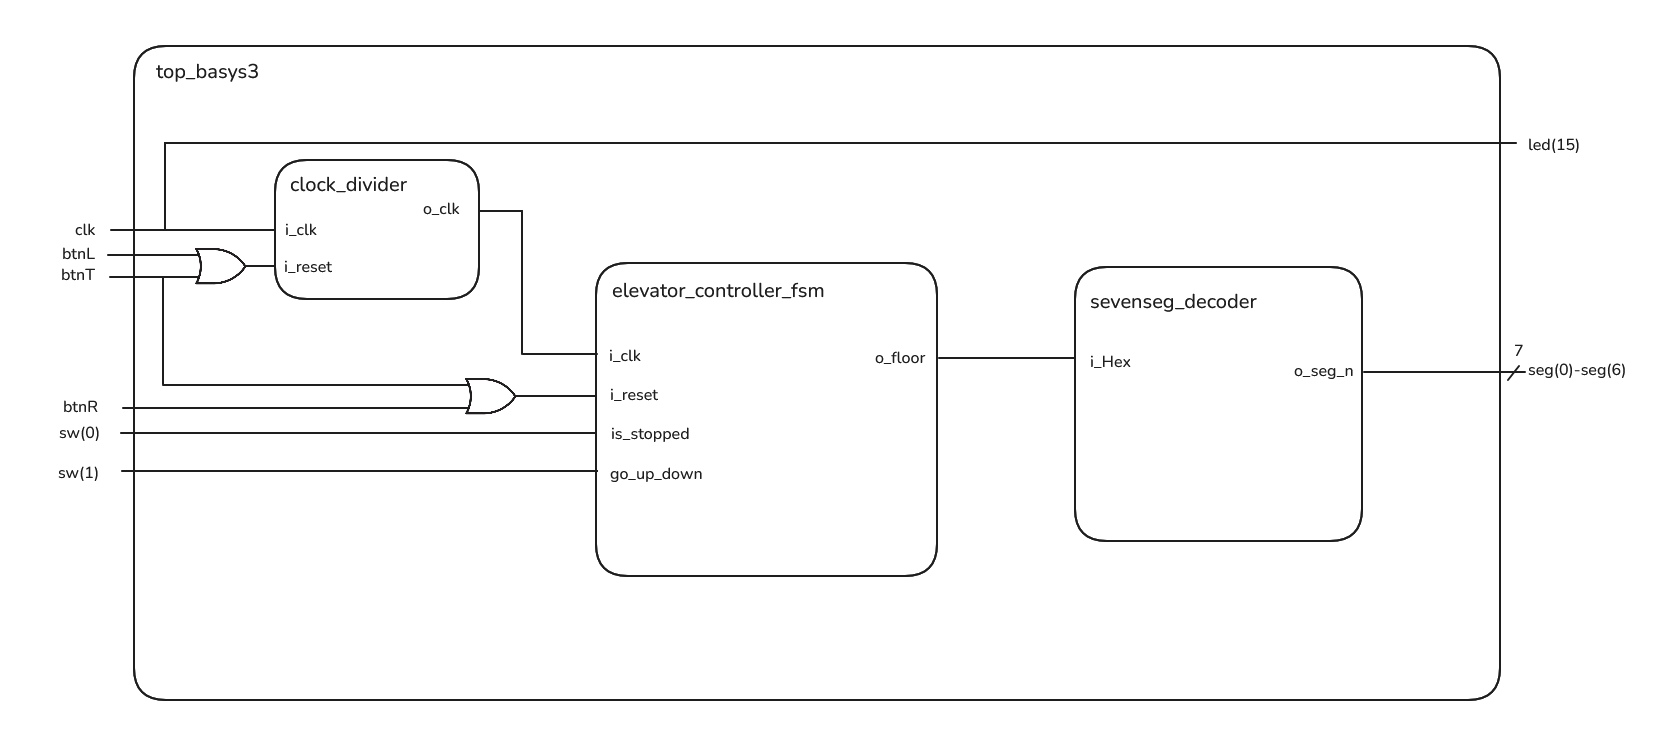 top_basys3
led(15)
clock_divider
o_clk
clk
i_clk
btnL
i_reset
btnT
elevator_controller_fsm
sevenseg_decoder
i_clk
o_floor
i_Hex
7
o_seg_n
seg(0)-seg(6)
i_reset
btnR
sw(0)
is_stopped
sw(1)
go_up_down